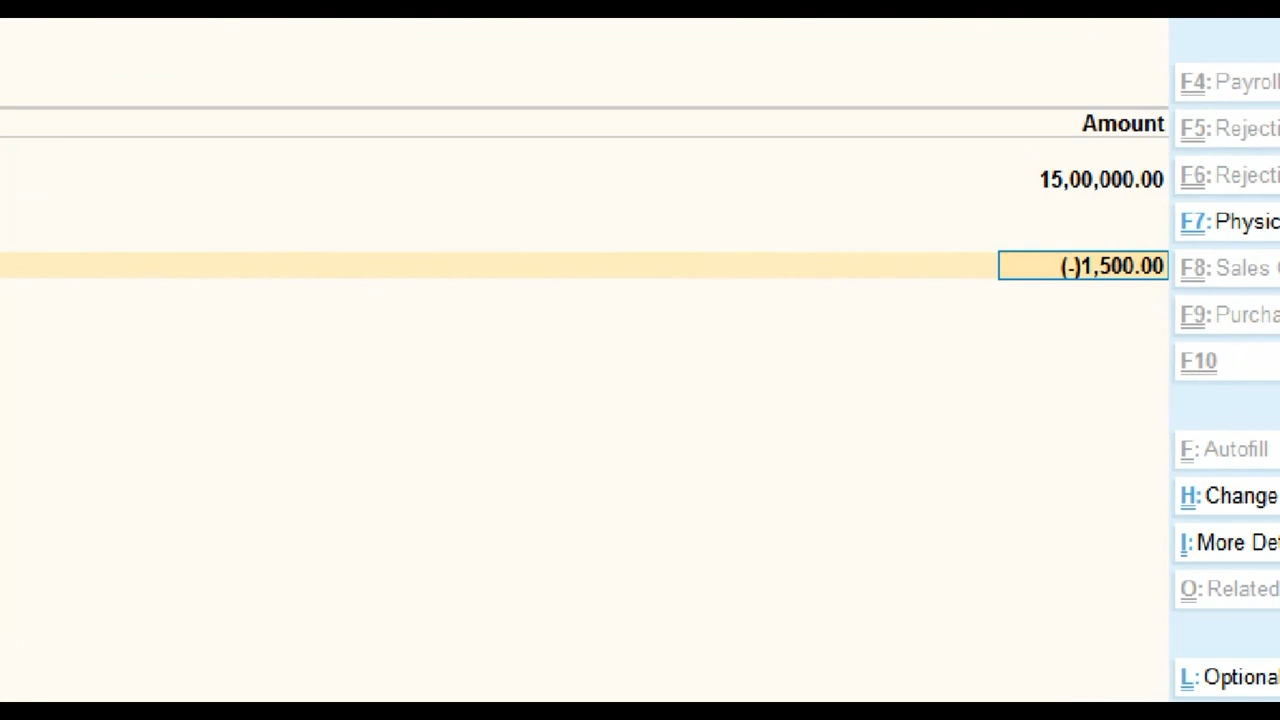 F4: Payroll
Amount
F5: Rejecti
15,00,000.00
F6: Rejecti
F7: Physic
(-)1,500.00
F8: Sales
F9: Purcha
F10
F: Autofill
H: Change
I: More Det
O: Related
L: Optional